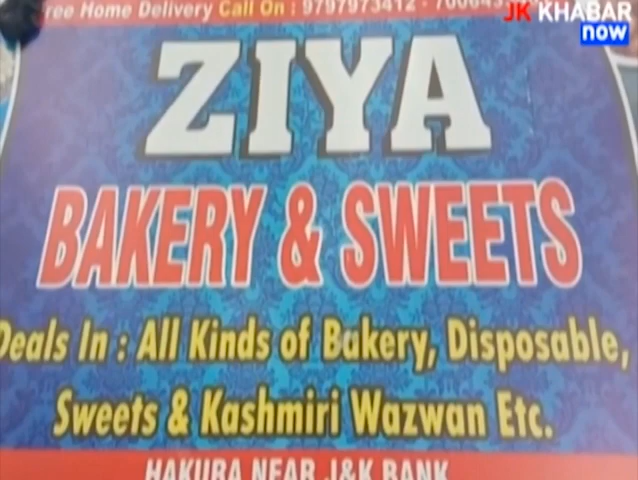 Free Home Delivery Call On : 9797973412 -
JK KHABAR
now
ZIYA
BAKERY & SWEETS
Deals In : All Kinds of Bakery, Disposable,
Sweets & Kashmiri Wazwan Etc.
HAKURA NEAR J&K BANK